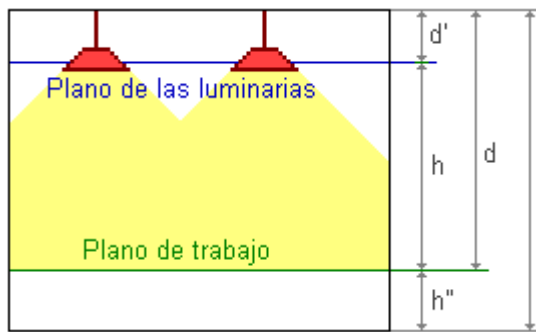 d'
Plano de las luminarias
h
d
Plano de trabajo
h"